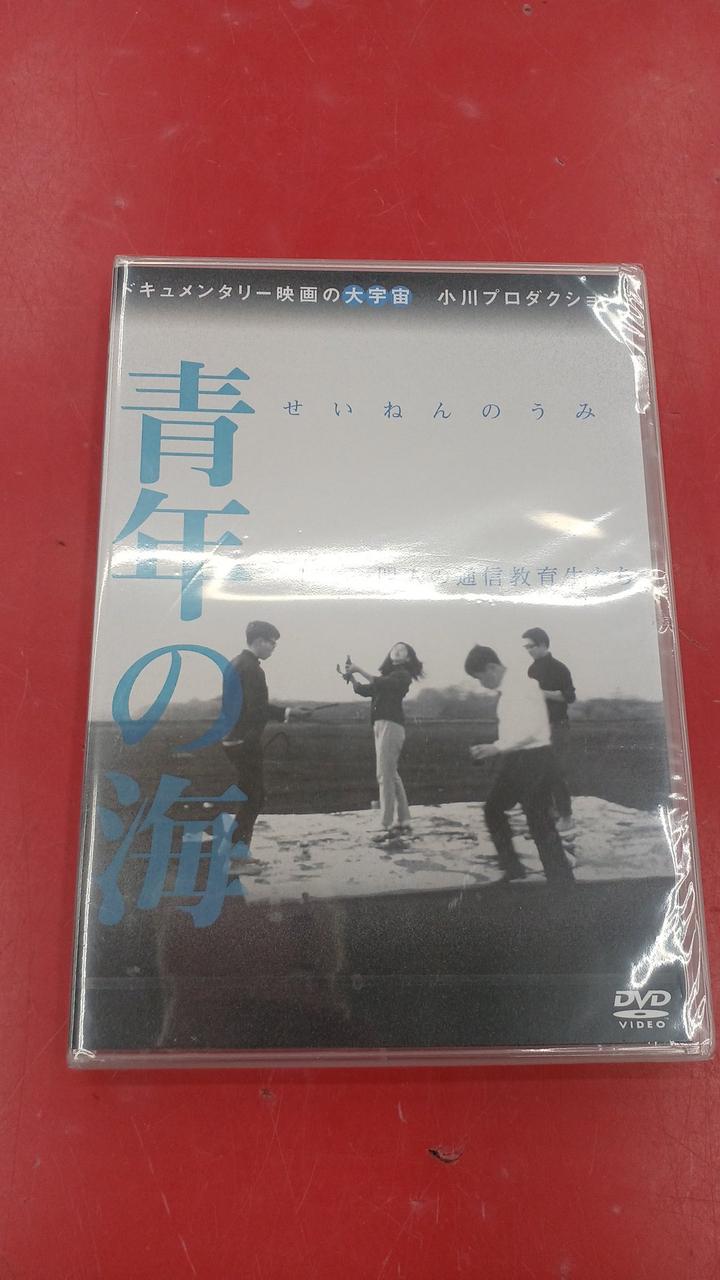 ドキュメンタリー映画の大宇宙 小川プロダクション
青年の海
せいねんのうみ
の通信教育生たち
DVD
VIDEO